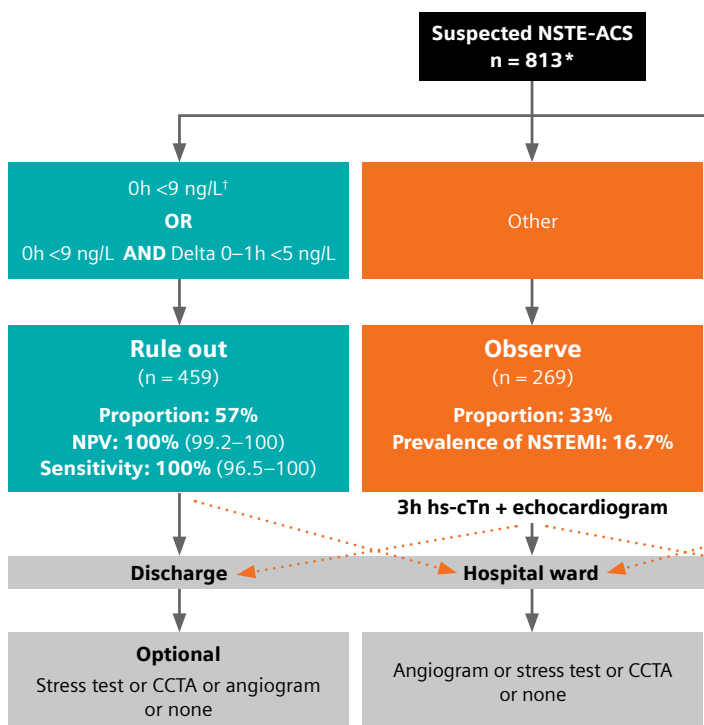 Suspected NSTE-ACS
n = 813*
0h <9 ng/L†
OR
0h <9 ng/L AND Delta 0–1h <5 ng/L
Other
Rule out
(n = 459)
Proportion: 57%
NPV: 100% (99.2–100)
Sensitivity: 100% (96.5–100)
Observe
(n = 269)
Proportion: 33%
Prevalence of NSTEMI: 16.7%
3h hs-cTn + echocardiogram
Discharge
Hospital ward
Optional
Stress test or CCTA or angiogram
or none
Angiogram or stress test or CCTA
or none